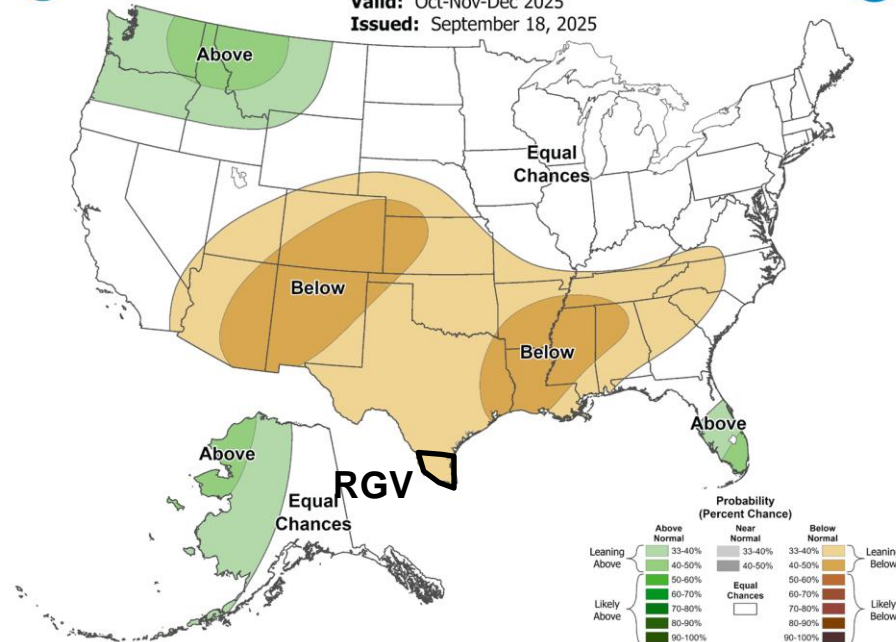 Valid: Oct-Nov-Dec 2025
Issued: September 18, 2025
Above
Equal
Chances
Below
Below
Above
Above
Equal
Chances
RGV
Probability
(Percent Chance)
Above
Normal
Near
Normal
Below
Normal
Leaning
Above
33-40%
40-50%
33-40%
40-50%
33-40%
40-50%
Leaning
Below
Equal
Chances
Likely
Above
50-60%
60-70%
70-80%
80-90%
90-100%
50-60%
60-70%
70-80%
80-90%
90-100%
Likely
Below